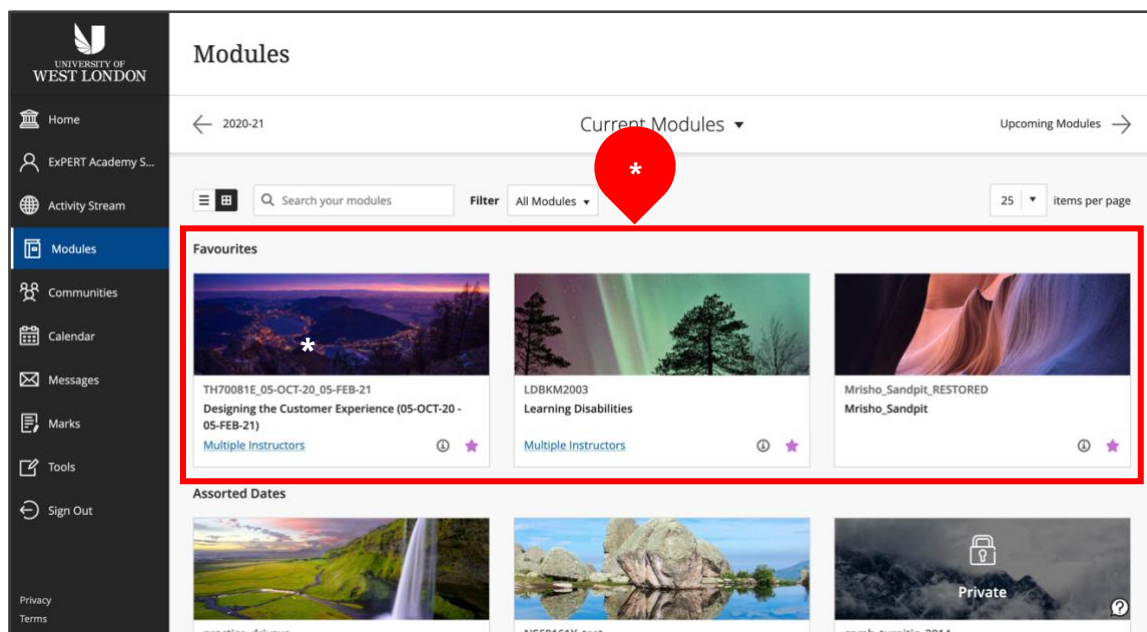 UNIVERSITY OF
WEST LONDON
Home
ExPERT Academy S...
Activity Stream
Modules
Communities
Calendar
Messages
Marks
Tools
Sign Out
Privacy
Terms
Modules
2020-21
Current Modules
Upcoming Modules
*
Search your modules
Filter
All Modules
25
items per page
Favourites
*
TH70081E_05-OCT-20_05-FEB-21
Designing the Customer Experience (05-OCT-20 -
05-FEB-21)
Multiple Instructors
LDBKM2003
Learning Disabilities
Multiple Instructors
Mrisho_Sandpit_RESTORED
Mrisho_Sandpit
Assorted Dates
Private